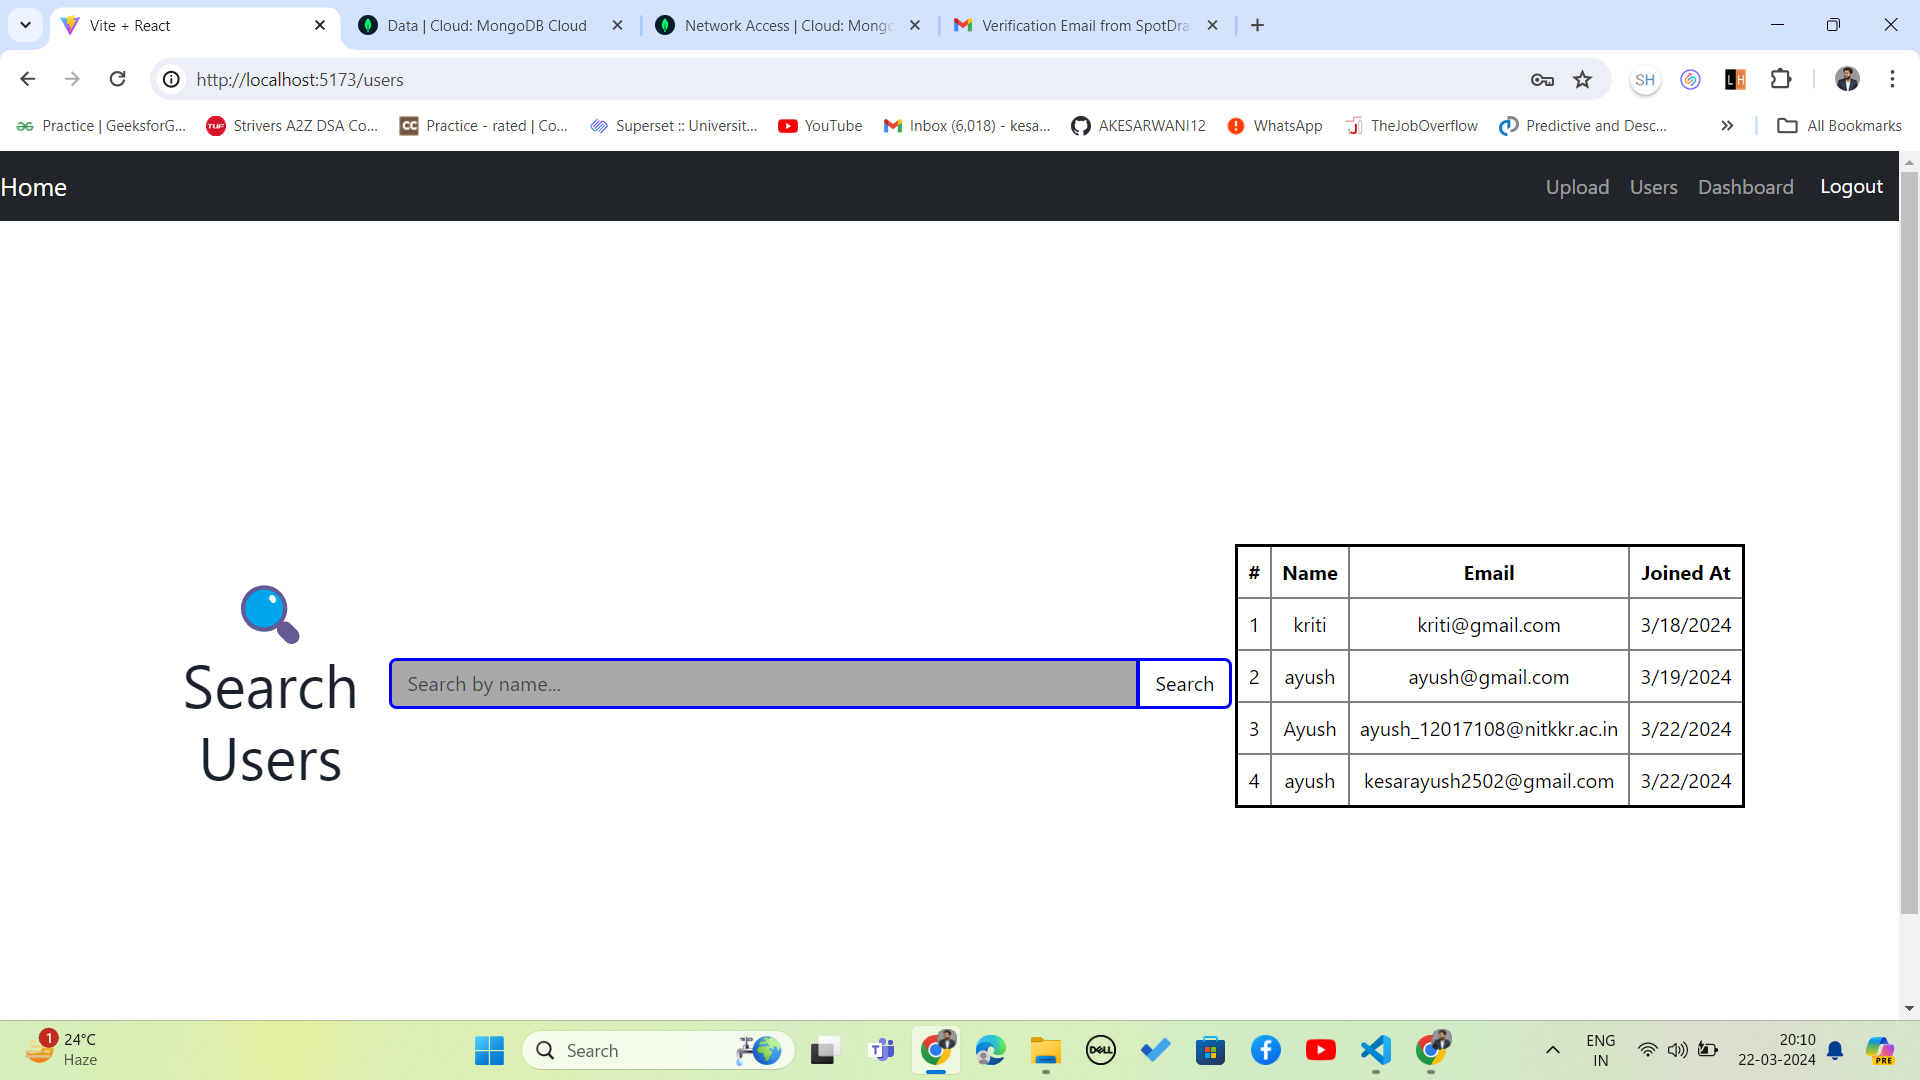 Vite + React
Data | Cloud: MongoDB Cloud
Network Access | Cloud: Mongo
Verification Email from SpotDra
http://localhost:5173/users
SH
LH
Practice | GeeksforG...
Strivers A2Z DSA Co...
Practice - rated | Co...
Superset :: Universit...
YouTube
Inbox (6,018) - kesa...
AKESARWANI12
WhatsApp
TheJobOverflow
Predictive and Desc...
All Bookmarks
Home
Upload
Users
Dashboard
Logout
Search
Users
Search by name...
Search
# Name Email Joined At
1 kriti kriti@gmail.com 3/18/2024
2 ayush ayush@gmail.com 3/19/2024
3 Ayush ayush_12017108@nitkkr.ac.in 3/22/2024
4 ayush kesarayush2502@gmail.com 3/22/2024
1
24°C
Haze
Search
DELL
ENG
IN
20:10
22-03-2024
PRE